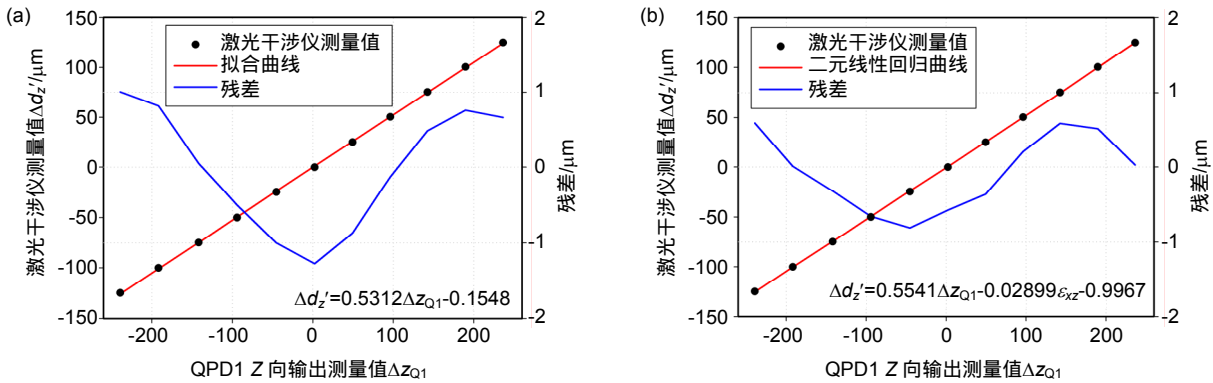 (a)
150
100
50
0
-50
-100
-150
激光干涉仪测量值Δdz′/μm
激光干涉仪测量值
拟合曲线
残差
2
1
0
-1
-2
残差/μm
Δdz′=0.5312ΔzQ1-0.1548
-200
-100
0
100
200
QPD1 Z 向输出测量值ΔzQ1
(b)
150
100
50
0
-50
-100
-150
激光干涉仪测量值Δdz′/μm
激光干涉仪测量值
二元线性回归曲线
残差
2
1
0
-1
-2
残差/μm
Δdz′=0.5541ΔzQ1-0.02899εxz-0.9967
-200
-100
0
100
200
QPD1 Z 向输出测量值ΔzQ1